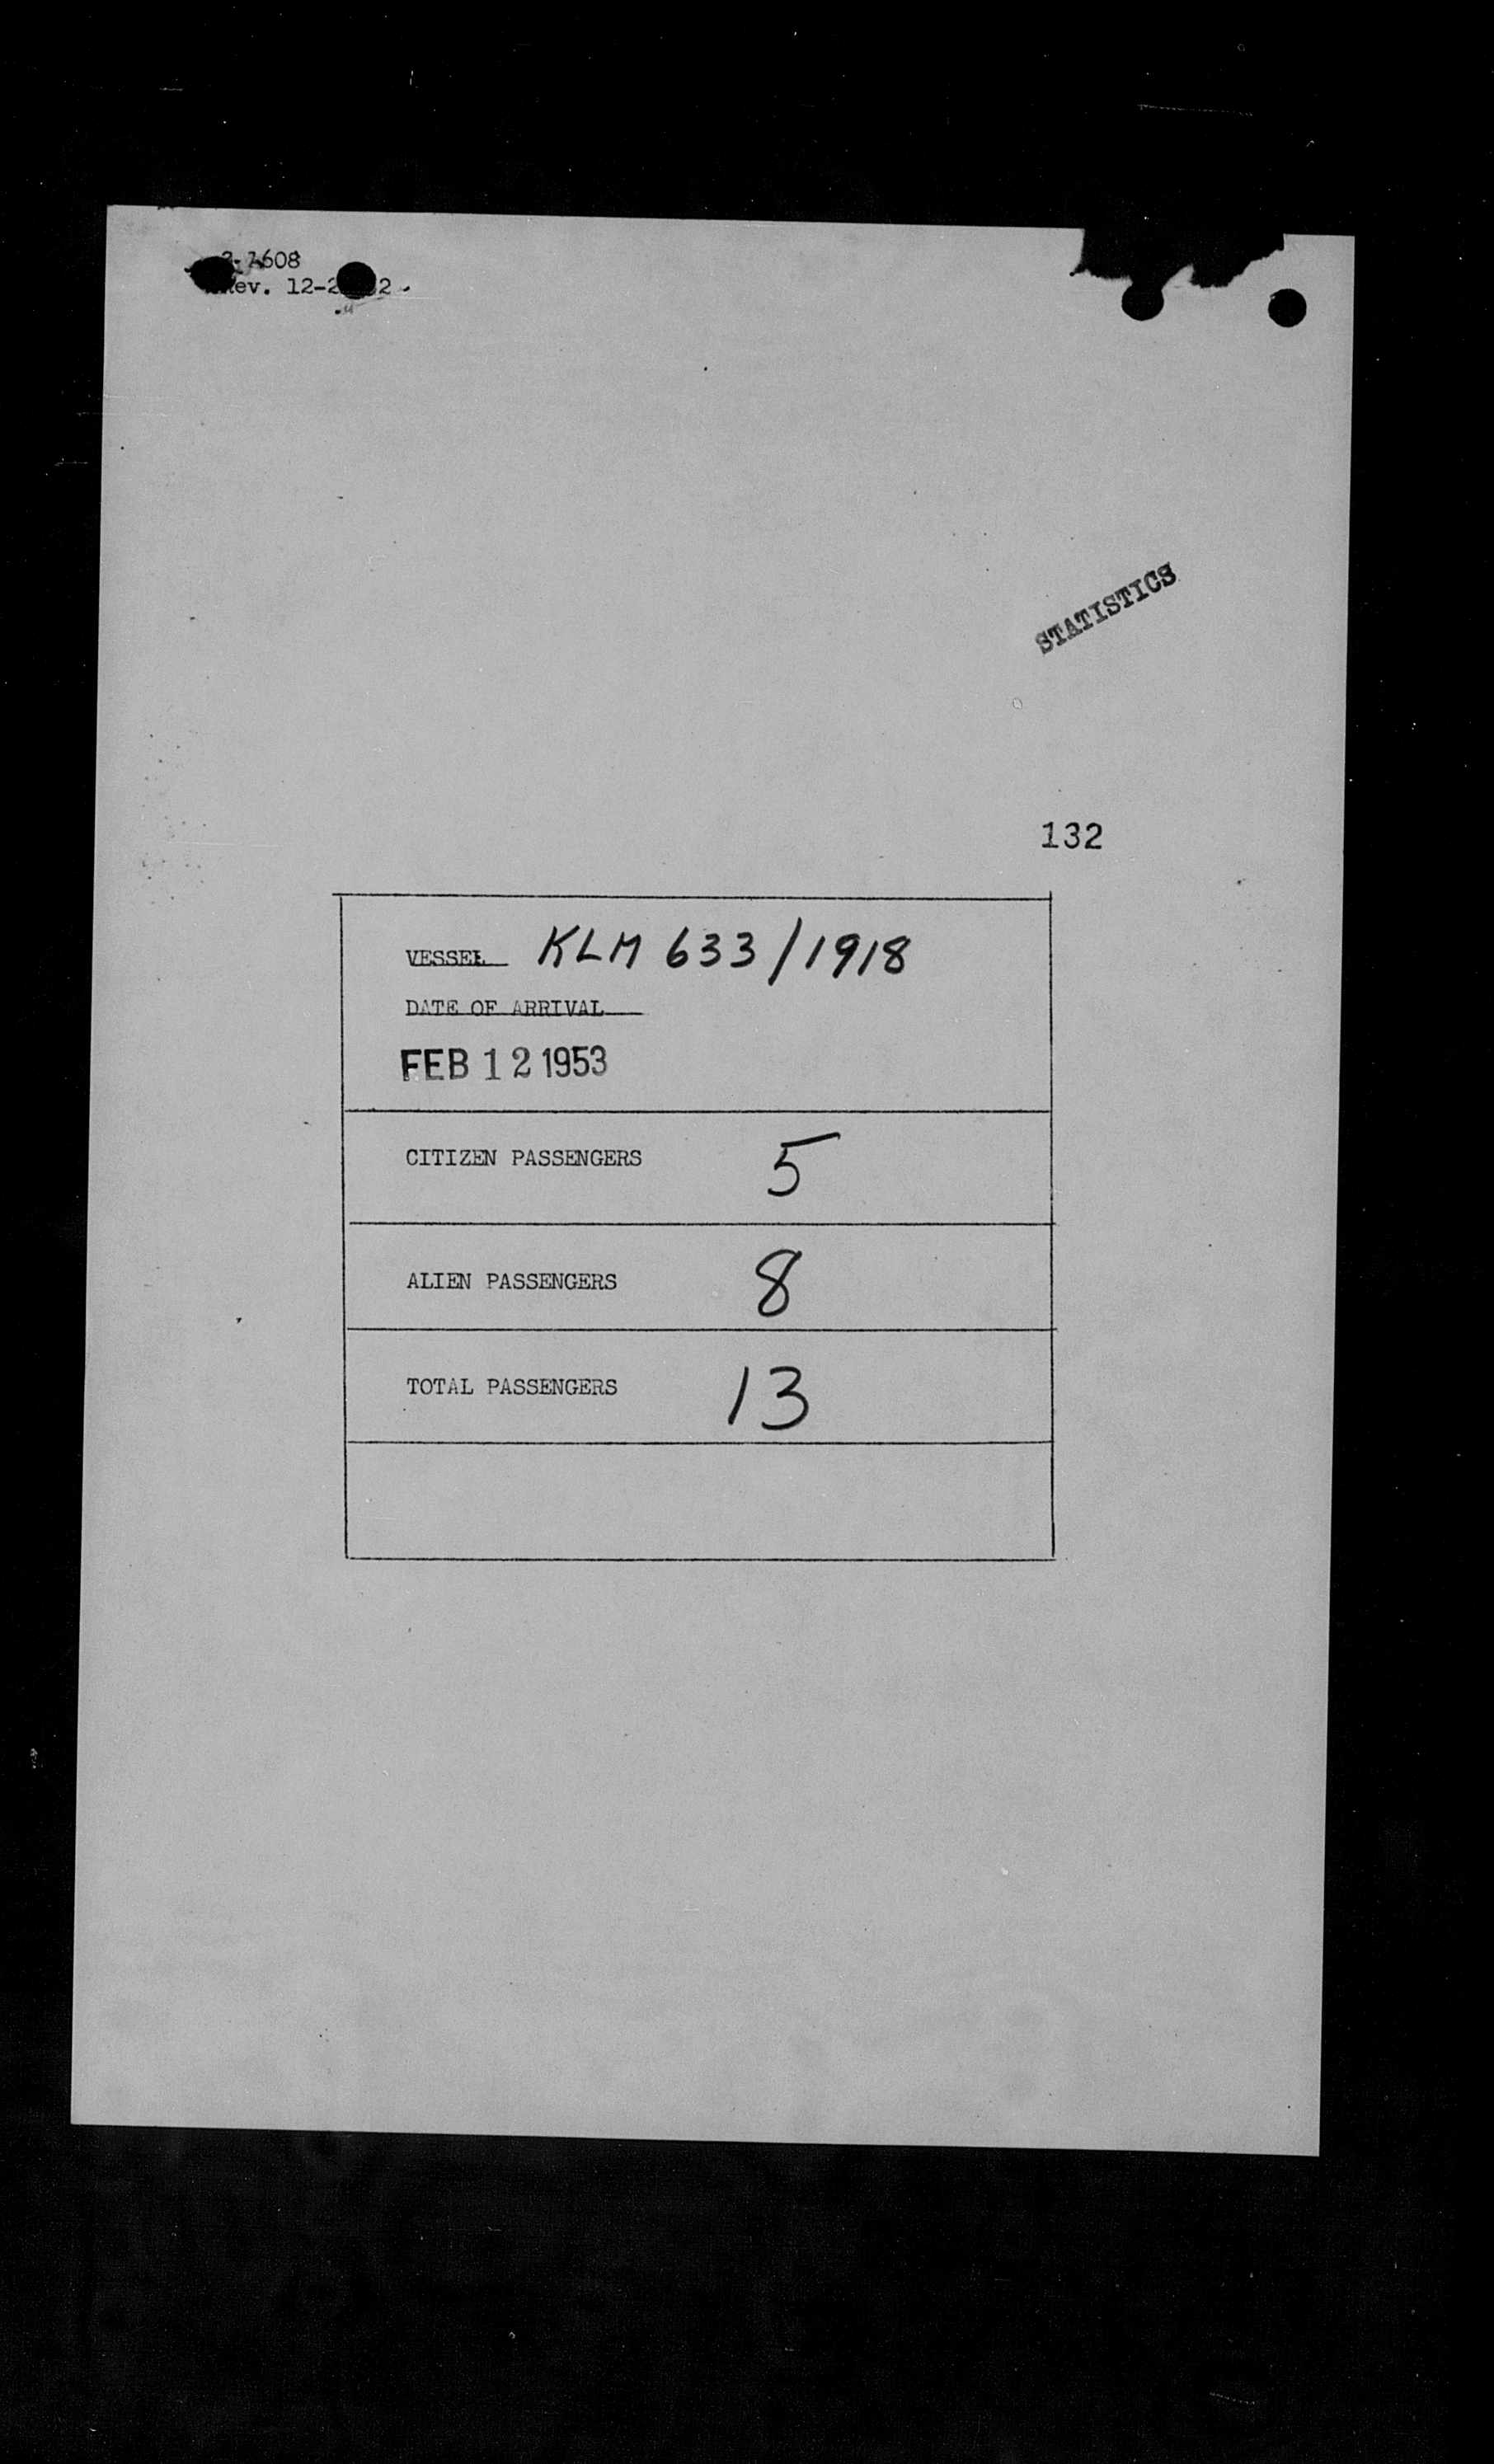 1608
Rev. 12-2
STATISTICS
132
VESSEL KLM 633/1918
DATE OF ARRIVAL
FEB 12 1953
CITIZEN PASSENGERS 5
ALIEN PASSENGERS 8
TOTAL PASSENGERS 13